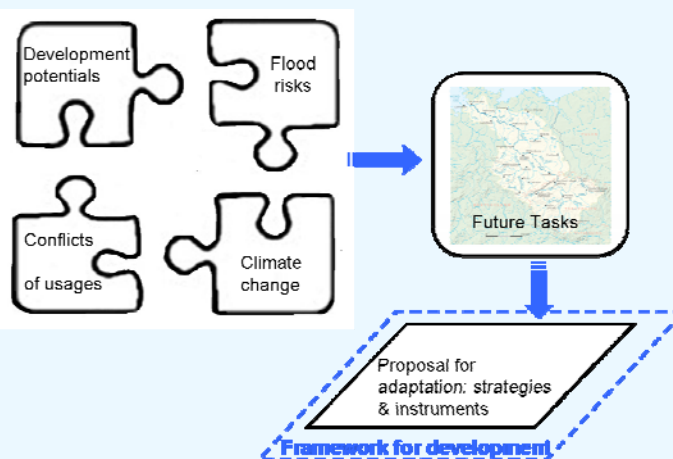 Development
potentials
Flood
risks
Conflicts
of usages
Climate
change
Future Tasks
Proposal for
adaptation: strategies
& instruments
Framework for development